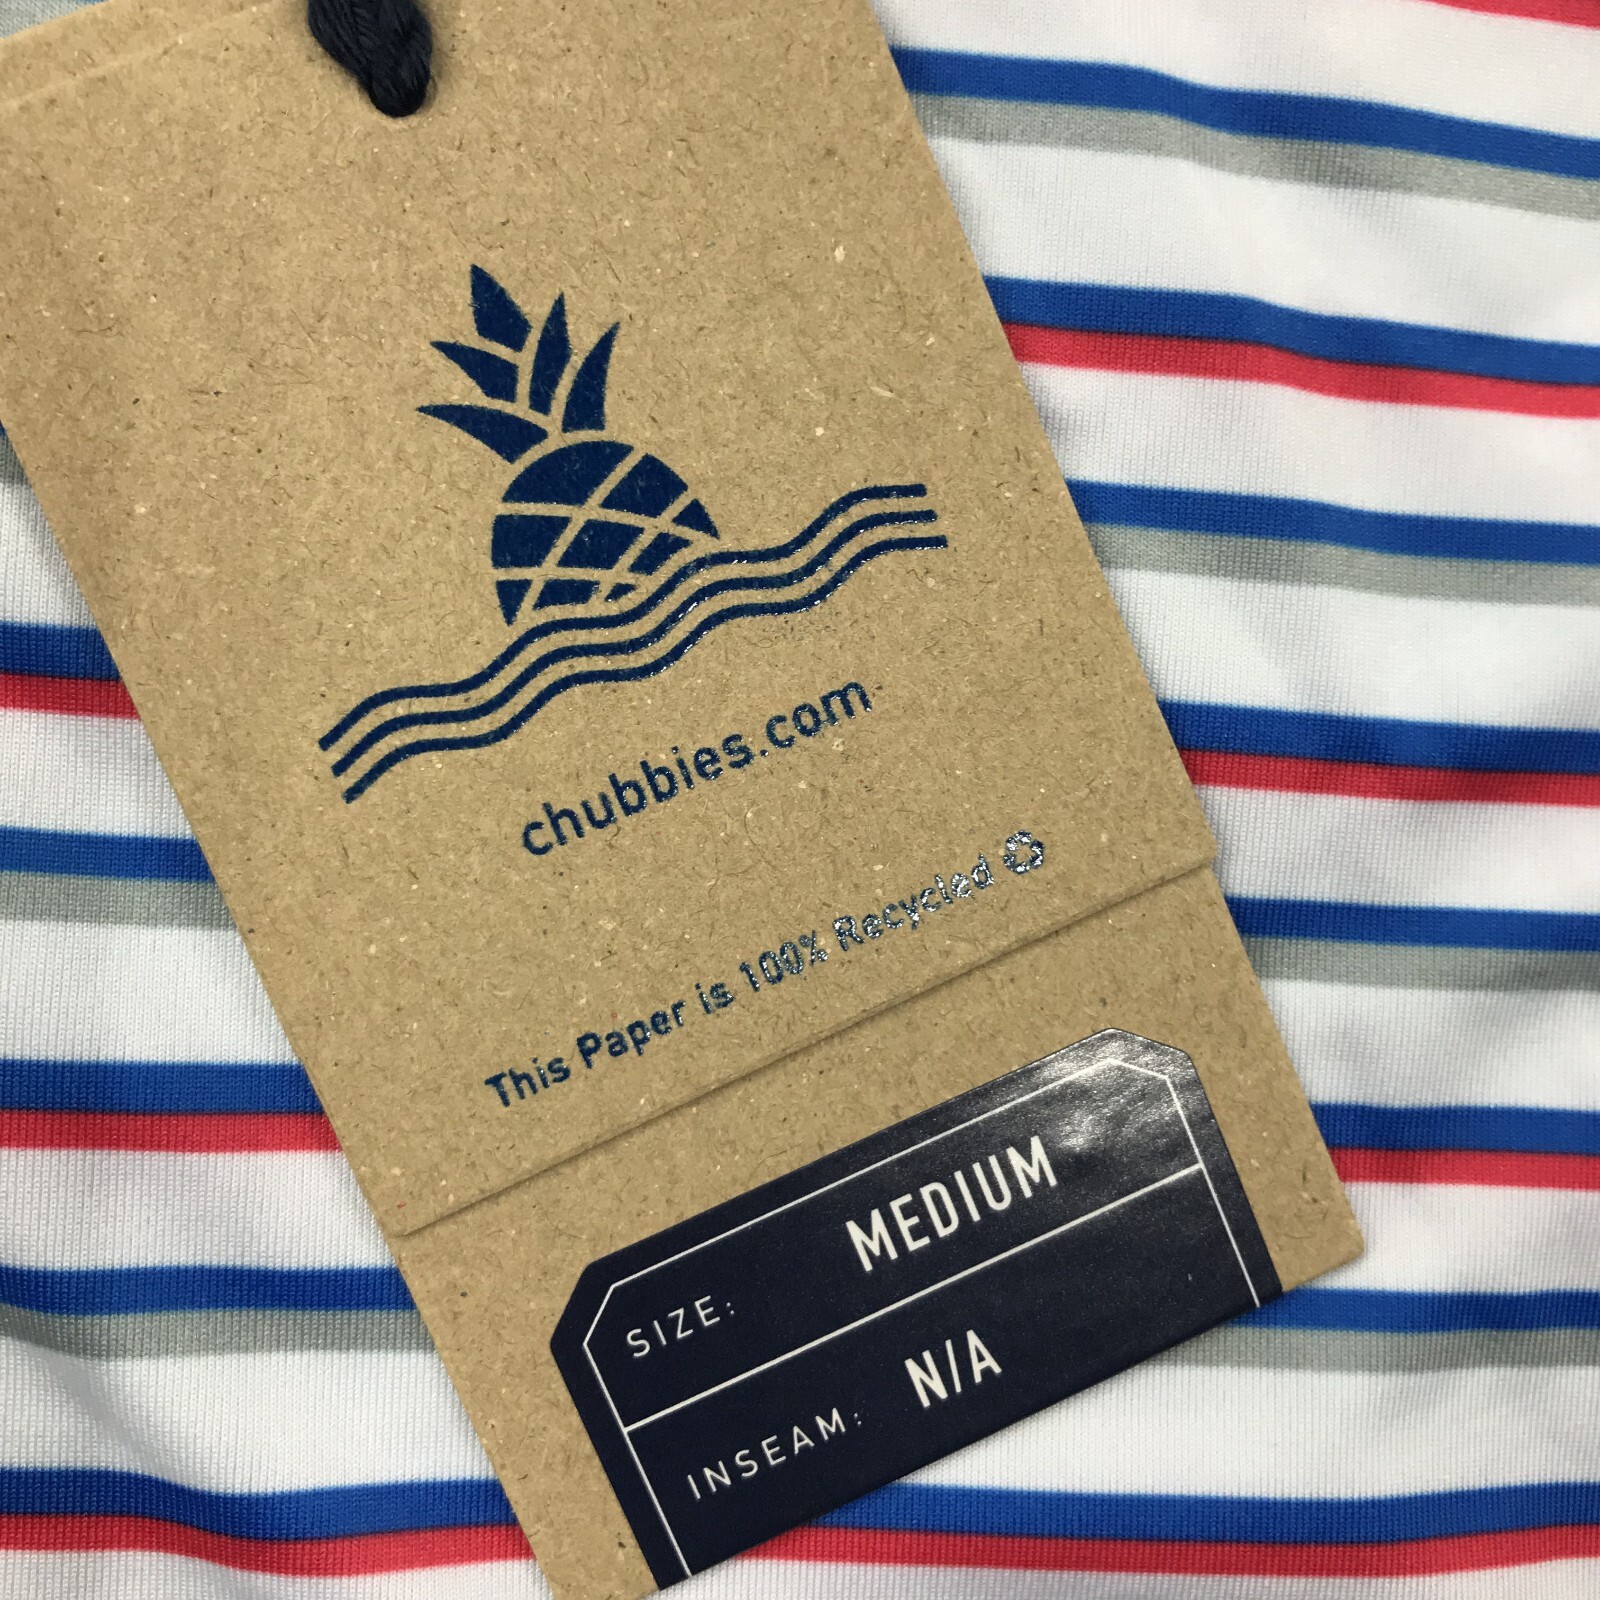 chubbies.com
This Paper is 100% Recycled
SIZE: MEDIUM
INSEAM: N/A